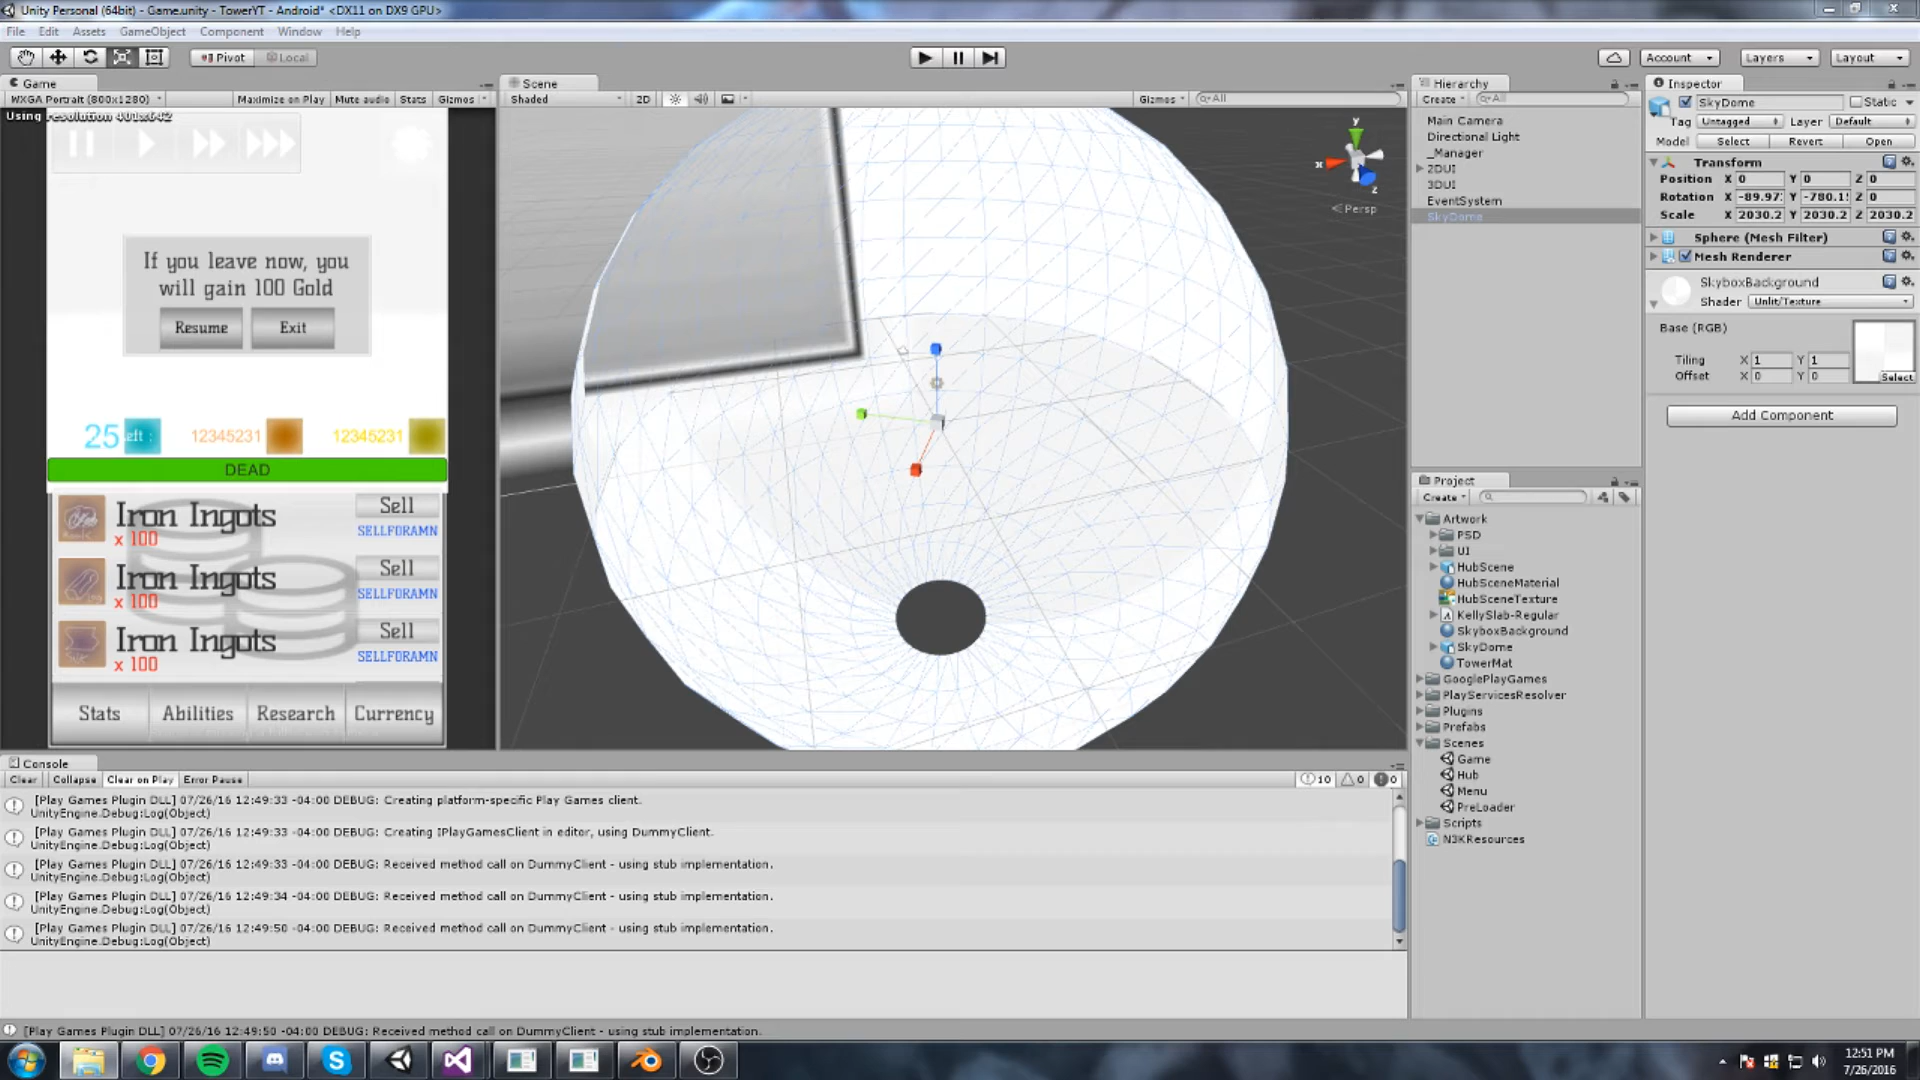 Unity Personal (64bit) - Game.unity - TowerYT - Android* <DX11 on DX9 GPU>
File Edit Assets GameObject Component Window Help
Pivot Local Account Layers Layout
Game
WXGA Portrait (800x1280) Maximize on Play Mute audio Stats Gizmos
Using resolution 401x642
If you leave now, you
will gain 100 Gold
Resume Exit
25 Left : 12345231 12345231
DEAD
Iron Ingots Sell
x 100 SELLFORAMN
Iron Ingots Sell
x 100 SELLFORAMN
Iron Ingots Sell
x 100 SELLFORAMN
Stats Abilities Research Currency
Scene
Shaded 2D Gizmos All
y
x
z
Persp
Hierarchy
Create All
Main Camera
Directional Light
_Manager
2DUI
3DUI
EventSystem
SkyDome
Project
Create
Artwork
PSD
UI
HubScene
HubSceneMaterial
HubSceneTexture
KellySlab-Regular
SkyboxBackground
SkyDome
TowerMat
GooglePlayGames
PlayServicesResolver
Plugins
Prefabs
Scenes
Game
Hub
Menu
PreLoader
Scripts
N3KResources
Inspector
SkyDome Static
Tag Untagged Layer Default
Model Select Revert Open
Transform
Position X 0 Y 0 Z 0
Rotation X -89.97 Y -780.1 Z 0
Scale X 2030.2 Y 2030.2 Z 2030.2
Sphere (Mesh Filter)
Mesh Renderer
SkyboxBackground
Shader Unlit/Texture
Base (RGB)
Tiling X 1 Y 1
Offset X 0 Y 0
Select
Add Component
Console
Clear Collapse Clear on Play Error Pause 10 0 0
[Play Games Plugin DLL] 07/26/16 12:49:33 -04:00 DEBUG: Creating platform-specific Play Games client.
UnityEngine.Debug:Log(Object)
[Play Games Plugin DLL] 07/26/16 12:49:33 -04:00 DEBUG: Creating IPlayGamesClient in editor, using DummyClient.
UnityEngine.Debug:Log(Object)
[Play Games Plugin DLL] 07/26/16 12:49:33 -04:00 DEBUG: Received method call on DummyClient - using stub implementation.
UnityEngine.Debug:Log(Object)
[Play Games Plugin DLL] 07/26/16 12:49:34 -04:00 DEBUG: Received method call on DummyClient - using stub implementation.
UnityEngine.Debug:Log(Object)
[Play Games Plugin DLL] 07/26/16 12:49:50 -04:00 DEBUG: Received method call on DummyClient - using stub implementation.
UnityEngine.Debug:Log(Object)
[Play Games Plugin DLL] 07/26/16 12:49:50 -04:00 DEBUG: Received method call on DummyClient - using stub implementation.
12:51 PM
7/26/2016